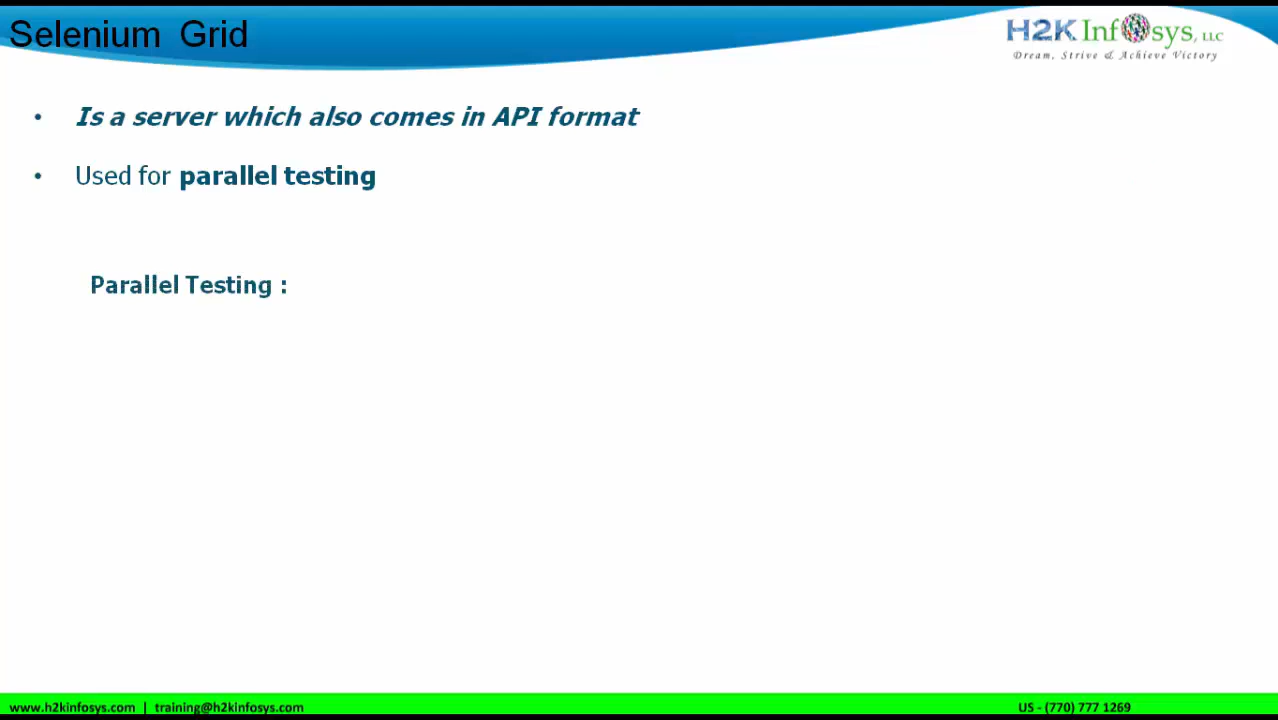 Selenium Grid
H2K Infosys, LLC
Dream, Strive & Achieve Victory
• Is a server which also comes in API format
• Used for parallel testing
Parallel Testing :
www.h2kinfosys.com | training@h2kinfosys.com
US - (770) 777 1269